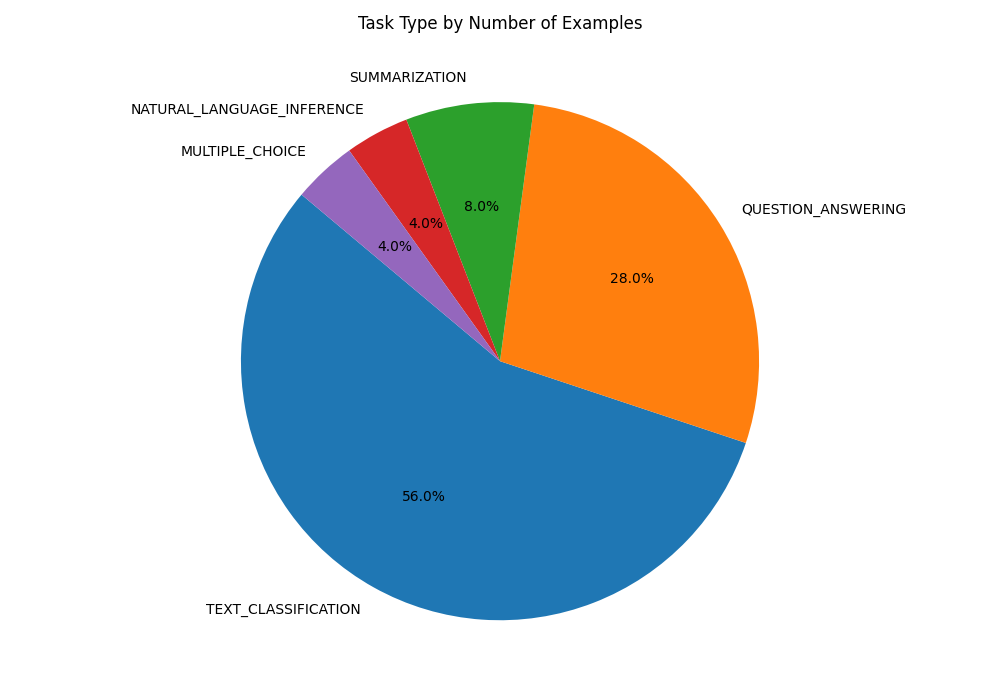 Task Type by Number of Examples
SUMMARIZATION
NATURAL_LANGUAGE_INFERENCE
MULTIPLE_CHOICE
QUESTION_ANSWERING
8.0%
4.0%
4.0%
28.0%
56.0%
TEXT_CLASSIFICATION